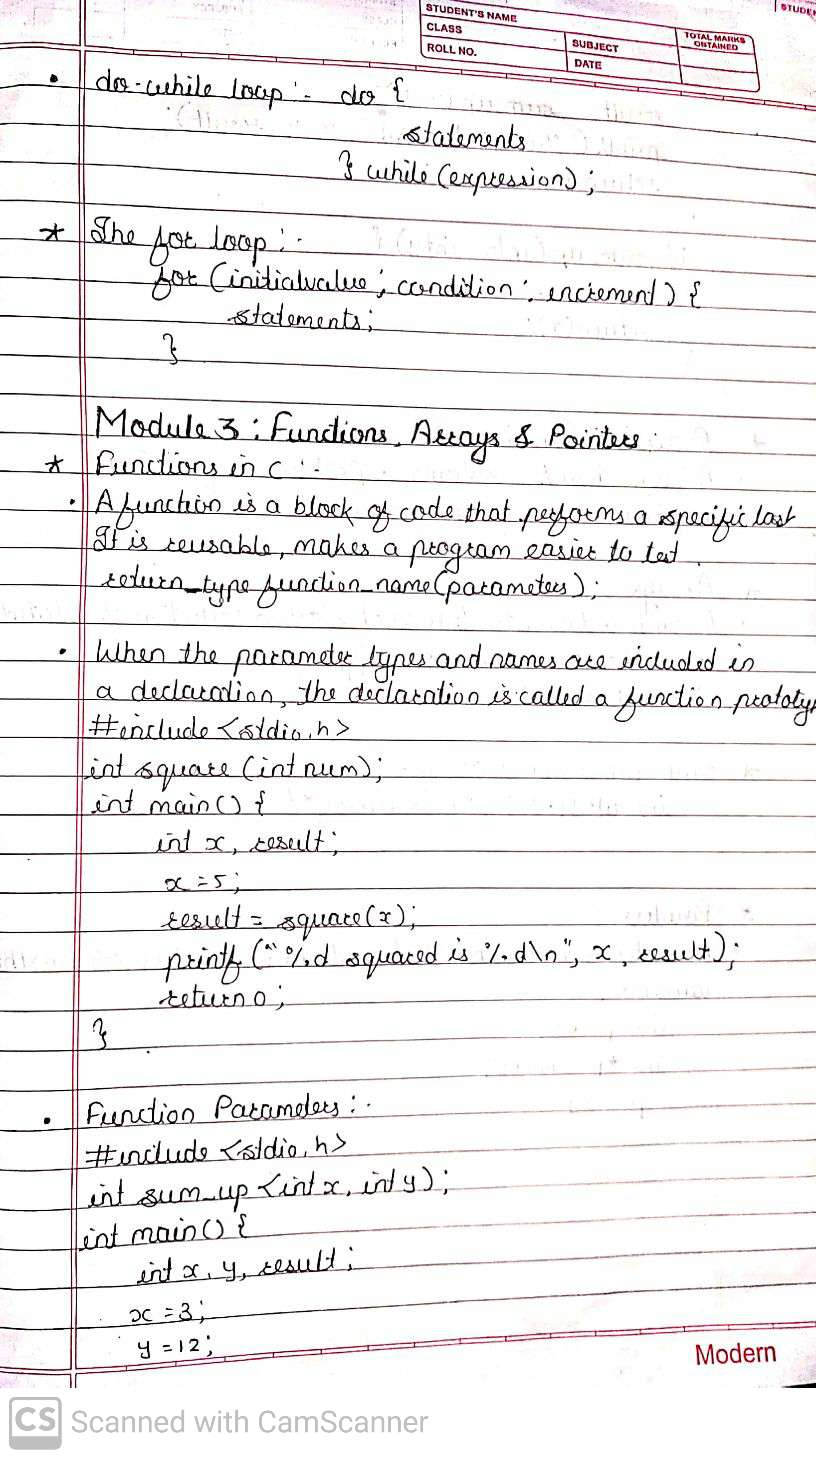 STUDENT'S NAME
CLASS
ROLL NO.
SUBJECT
DATE
TOTAL MARKS OBTAINED
STUDE
• do-while loop :- do {
statements
} while (expression);
* The for loop :-
for (initialvalue; condition; increment) {
statements;
}
Module 3 : Functions, Arrays & Pointers
* Functions in C :-
• A function is a block of code that performs a specific last
It is reusable, makes a program easier to test.
return_type function_name(parameters);
• When the parameter types and names are included in
a declaration, the declaration is called a function prototy
#include <stdio.h>
int square (int num);
int main() {
int x, result;
x = 5;
result = square(x);
printf ("%d squared is %d\n", x, result);
return 0;
}
• Function Parameters :-
#include <stdio.h>
int sum_up <int x, int y);
int main() {
int x, y, result;
x = 3;
y = 12;
Modern
CS Scanned with CamScanner